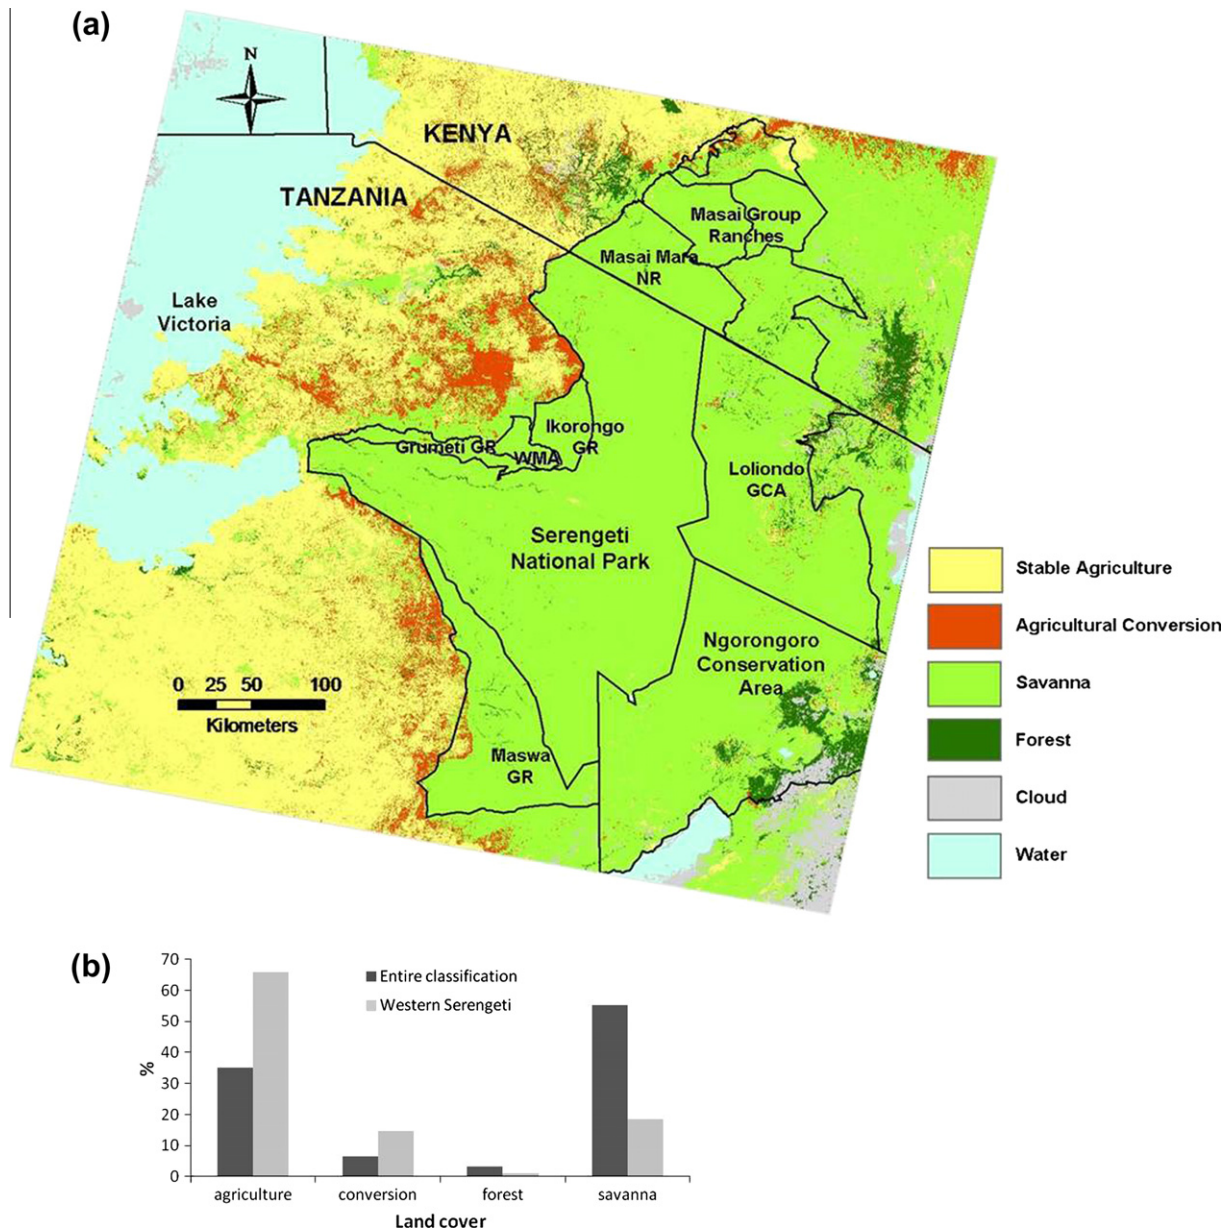 (a)
N
KENYA
TANZANIA
Masai Group
Ranches
Masai Mara
NR
Lake
Victoria
Ikorongo
GR
Grumeti GR
WMA
Loliondo
GCA
Serengeti
National Park
Stable Agriculture
Agricultural Conversion
Ngorongoro
Conservation
Area
Savanna
0 25 50 100
Kilometers
Forest
Maswa
GR
Cloud
Water
(b)
70
60
50
40
30
20
10
0
%
Entire classification
Western Serengeti
agriculture conversion forest savanna
Land cover